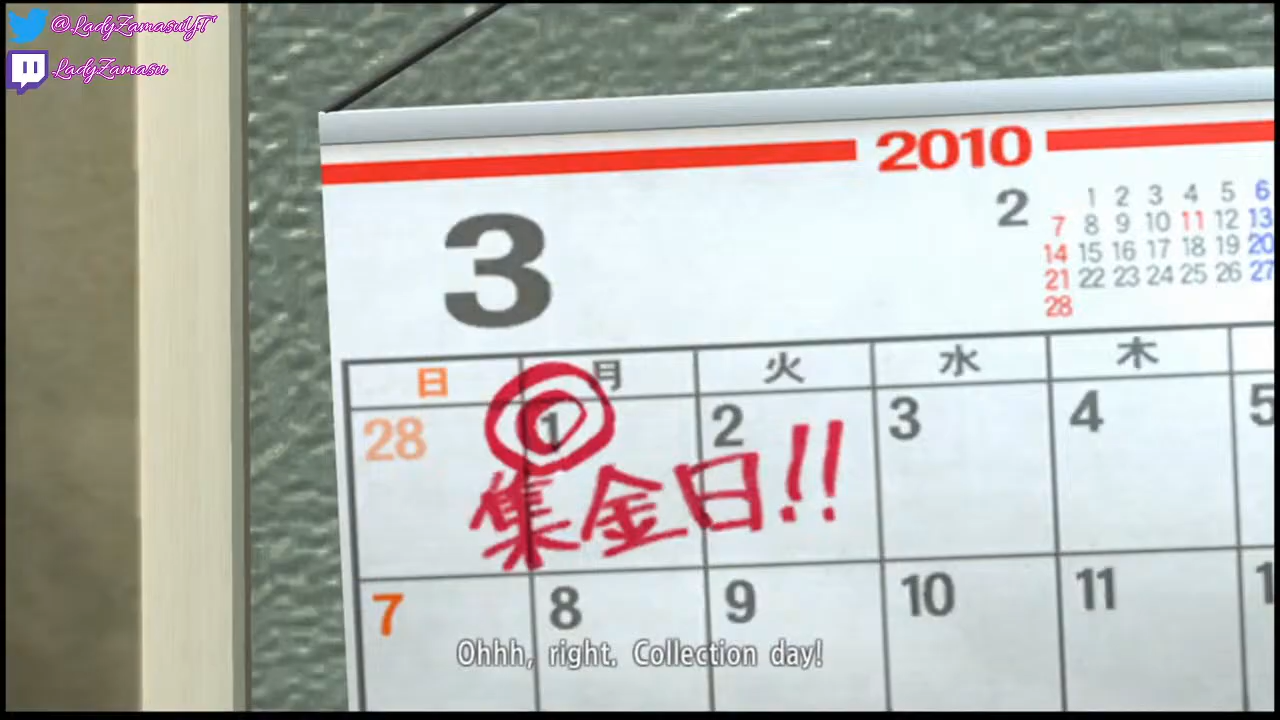 @LadyZamasuYT
LadyZamasu
2010
3
2
1 2 3 4 5 6
7 8 9 10 11 12 13
14 15 16 17 18 19 20
21 22 23 24 25 26 27
28
日 月 火 水 木
28 1 2 3 4 5
集金日!!
7 8 9 10 11
Ohhh, right. Collection day!